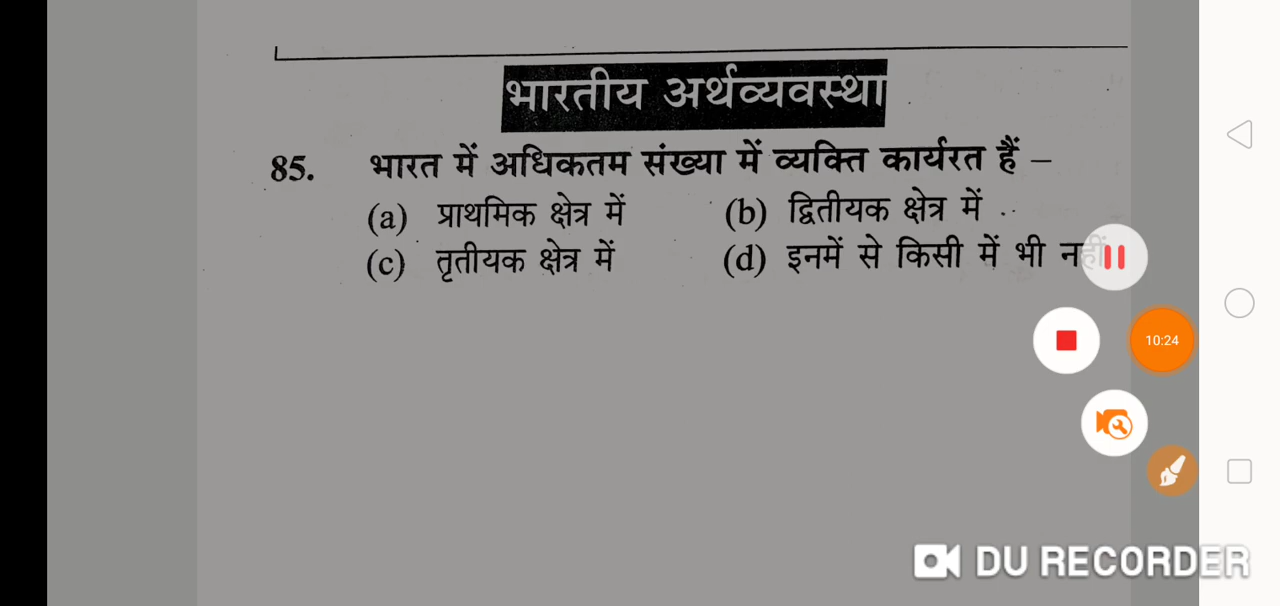 भारतीय अर्थव्यवस्था
85. भारत में अधिकतम संख्या में व्यक्ति कार्यरत हैं –
(a) प्राथमिक क्षेत्र में (b) द्वितीयक क्षेत्र में
(c) तृतीयक क्षेत्र में (d) इनमें से किसी में भी नहीं
10:24
DU RECORDER